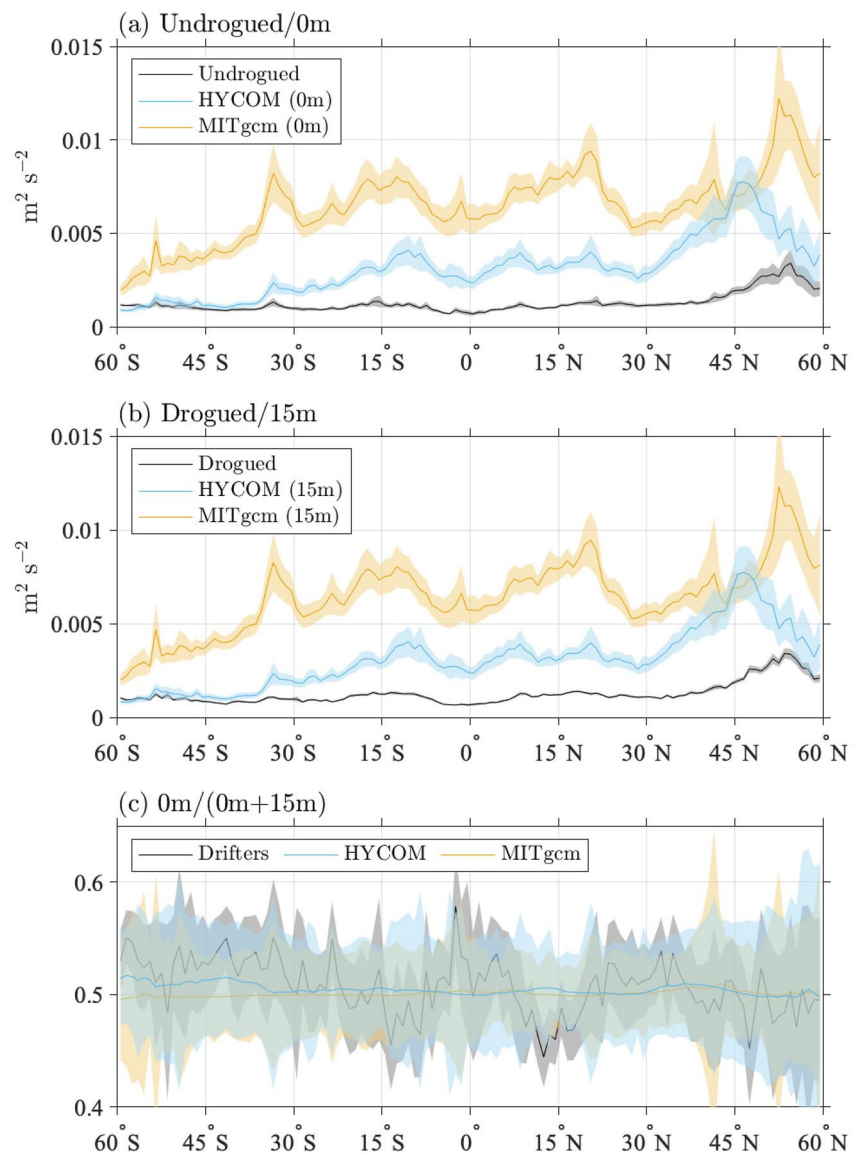 (a) Undrogued/0m
0.015
Undrogued
HYCOM (0m)
MITgcm (0m)
0.01
m² s⁻²
0.005
0
60°S 45°S 30°S 15°S 0° 15°N 30°N 45°N 60°N
(b) Drogued/15m
0.015
Drogued
HYCOM (15m)
MITgcm (15m)
0.01
m² s⁻²
0.005
0
60°S 45°S 30°S 15°S 0° 15°N 30°N 45°N 60°N
(c) 0m/(0m+15m)
Drifters HYCOM MITgcm
0.6
0.5
0.4
60°S 45°S 30°S 15°S 0° 15°N 30°N 45°N 60°N